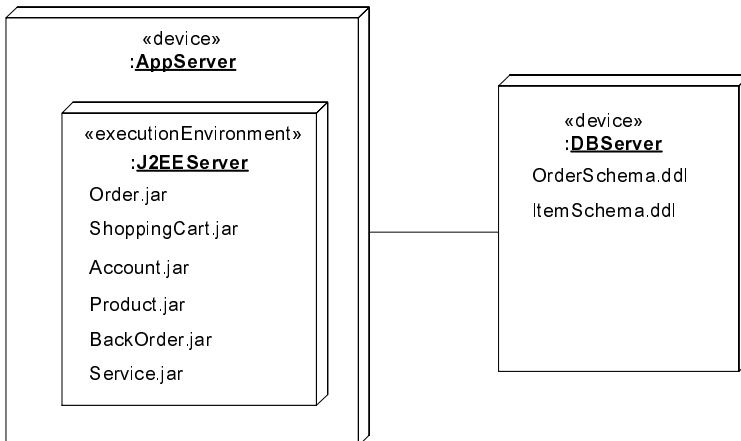 «device»
:AppServer
«executionEnvironment»
:J2EEServer
Order.jar
ShoppingCart.jar
Account.jar
Product.jar
BackOrder.jar
Service.jar
«device»
:DBServer
OrderSchema.ddl
ItemSchema.ddl